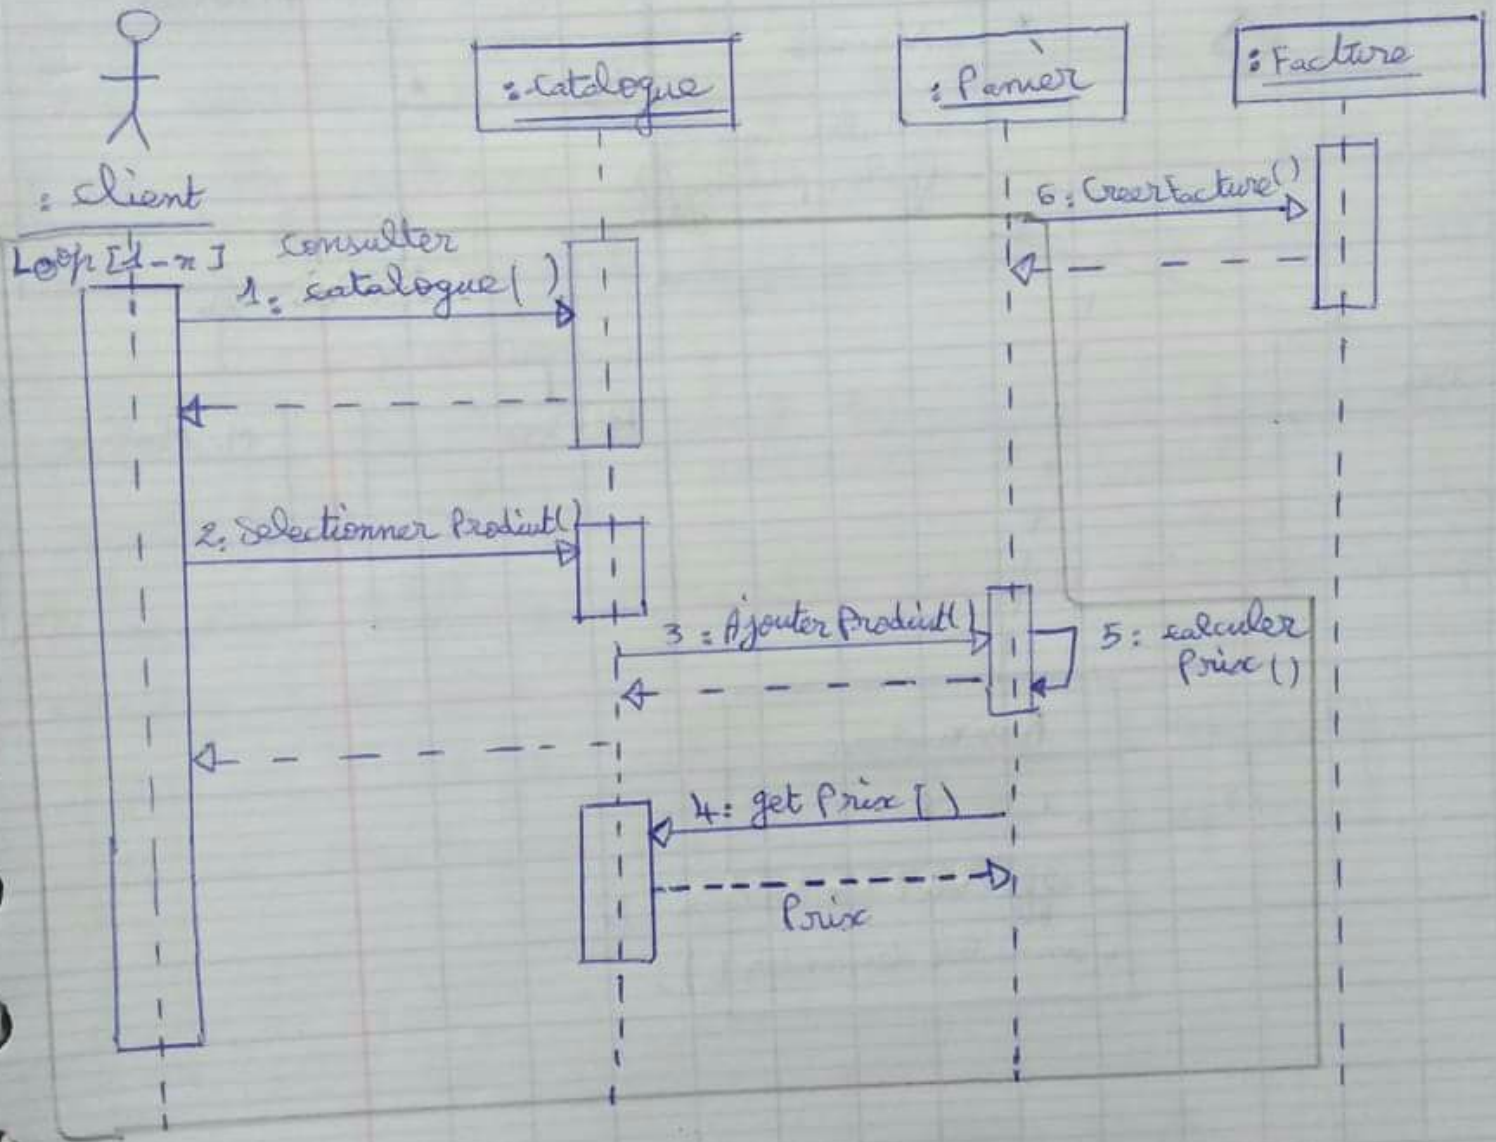 : Client
: Catalogue
: Panier
: Facture
6: CreerFacture()
Loop [1-n]
consulter
1: catalogue( )
2: Selectionner Produit()
3 : Ajouter Produit()
5: calculer
Prix ()
4: get Prix [ )
Prix